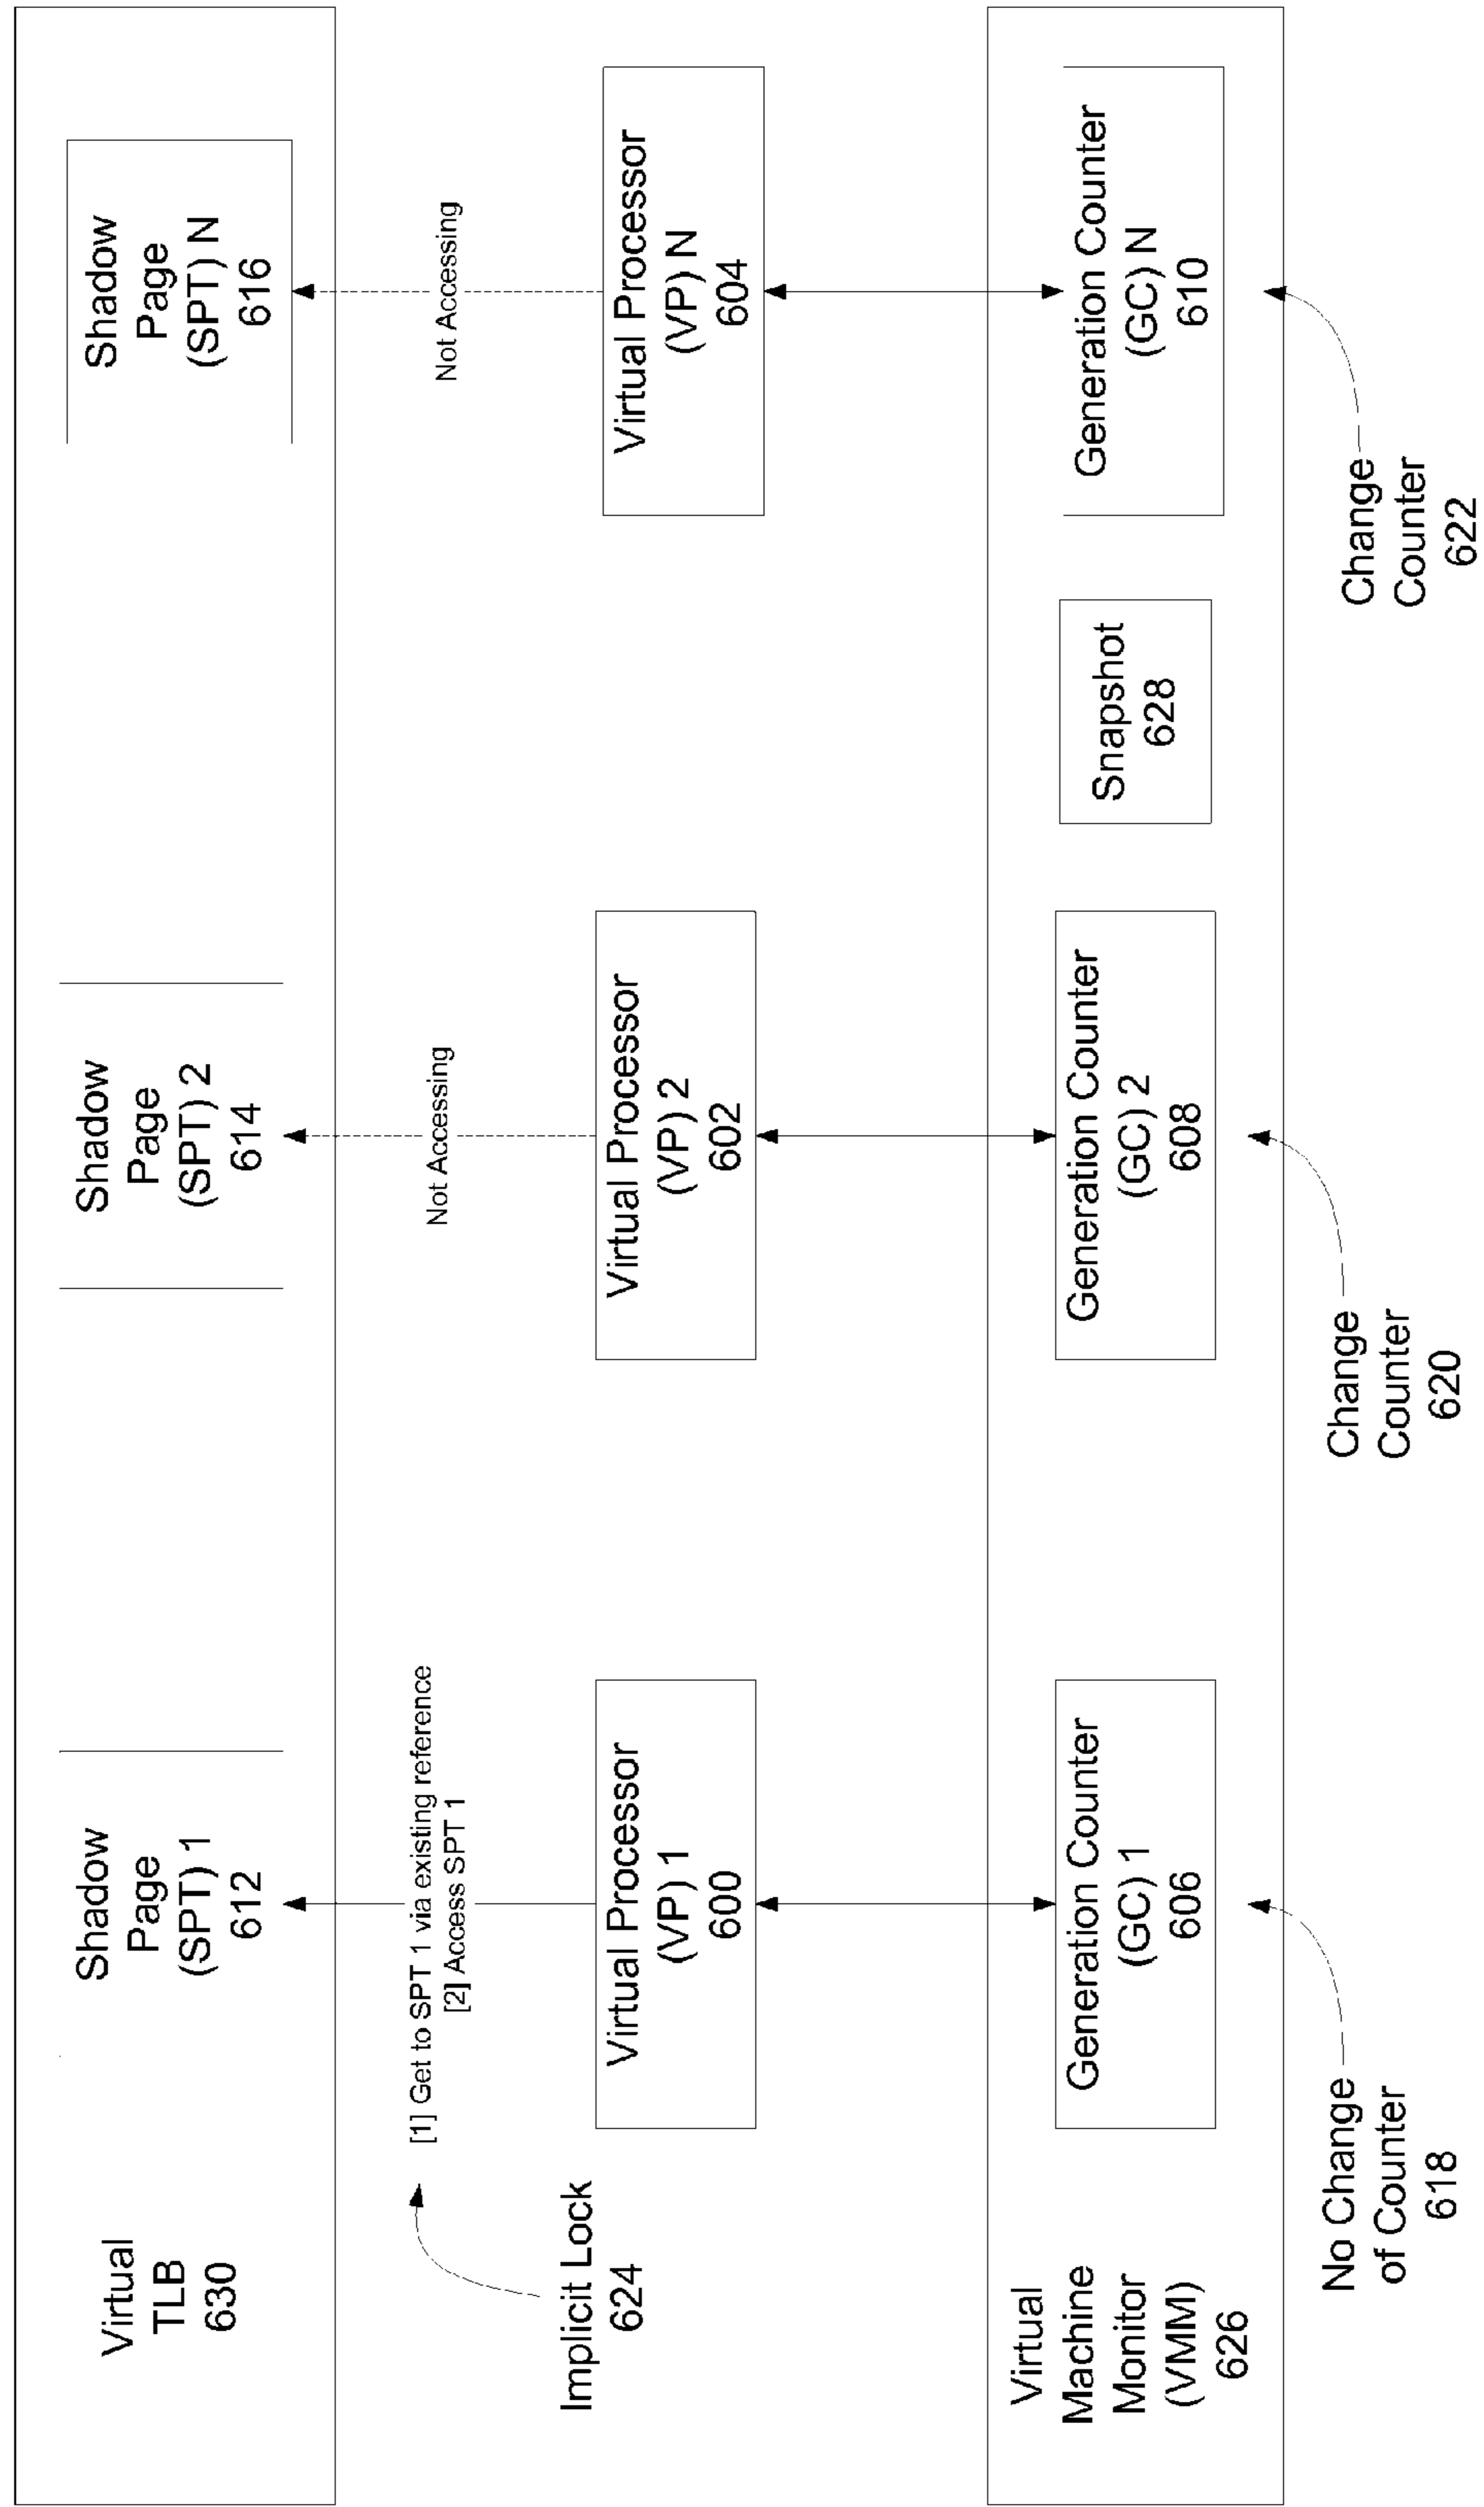 Virtual
TLB
630
Shadow
Page
(SPT) 1
612
Shadow
Page
(SPT) 2
614
Shadow
Page
(SPT) N
616
[1] Get to SPT 1 via existing reference
[2] Access SPT 1
Not Accessing
Not Accessing
Implicit Lock
624
Virtual Processor
(VP) 1
600
Virtual Processor
(VP) 2
602
Virtual Processor
(VP) N
604
Virtual
Machine
Monitor
(VMM)
626
Generation Counter
(GC) 1
606
Generation Counter
(GC) 2
608
Snapshot
628
Generation Counter
(GC) N
610
No Change
of Counter
618
Change
Counter
620
Change
Counter
622